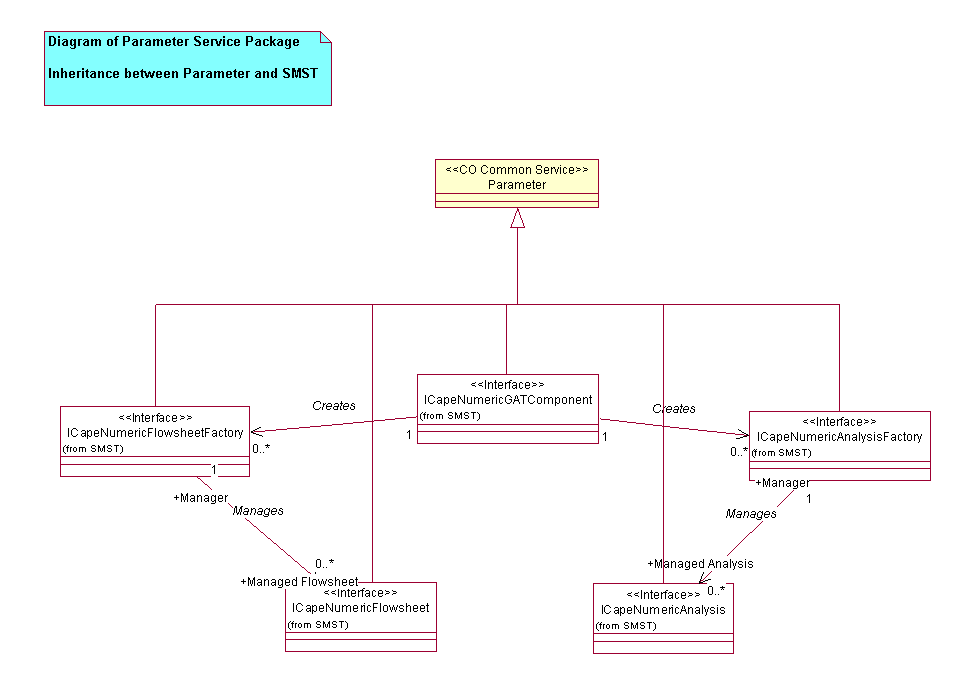 Diagram of Parameter Service Package
Inheritance between Parameter and SMST
<<CO Common Service>>
Parameter
<<Interface>>
ICapeNumericGATComponent
(from SMST)
Creates
Creates
<<Interface>>
ICapeNumericFlowsheetFactory
(from SMST)
<<Interface>>
ICapeNumericAnalysisFactory
(from SMST)
1
1
0..*
0..*
1
+Manager
Manages
+Manager
1
Manages
0..*
+Managed Flowsheet
+Managed Analysis
0..*
<<Interface>>
ICapeNumericFlowsheet
(from SMST)
<<Interface>>
ICapeNumericAnalysis
(from SMST)